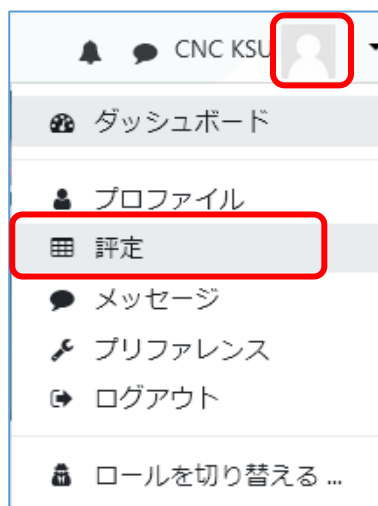 CNC KSU
ダッシュボード
プロファイル
評定
メッセージ
プリファレンス
ログアウト
ロールを切り替える ...